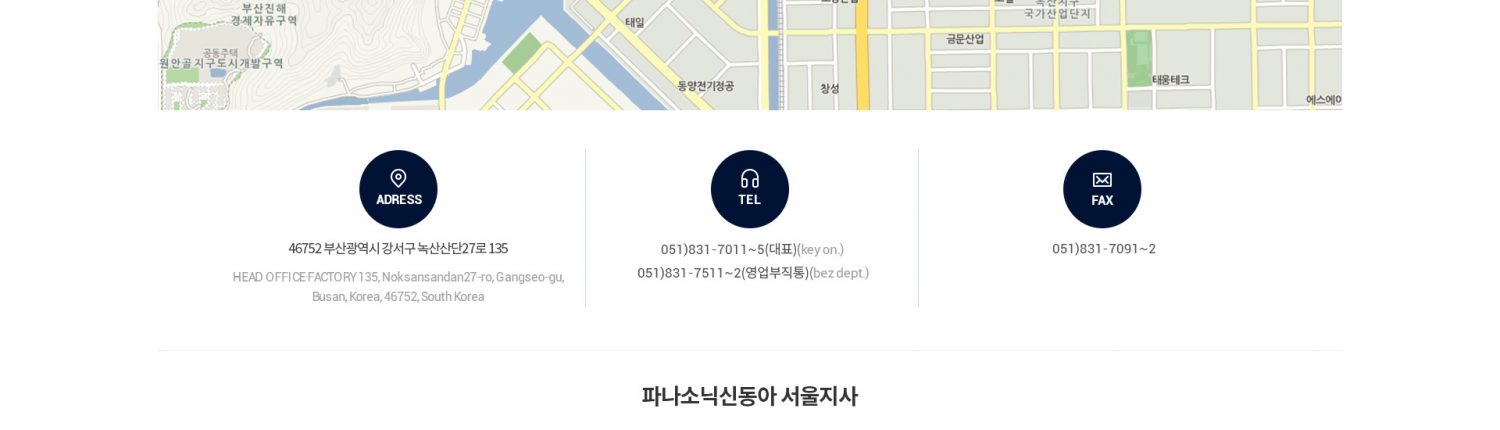 부산진해
경제자유구역
공동주택
원안골지구도시개발구역
태일
국가산업단지
금문산업
동양전기정공
창성
태웅테크
에스에이
ADRESS
46752 부산광역시 강서구 녹산산단27로 135
HEAD OFFICE·FACTORY 135, Noksansandan27-ro, Gangseo-gu,
Busan, Korea, 46752, South Korea
TEL
051)831-7011~5(대표)(key on.)
051)831-7511~2(영업부직통)(bez dept.)
FAX
051)831-7091~2
파나소닉신동아 서울지사